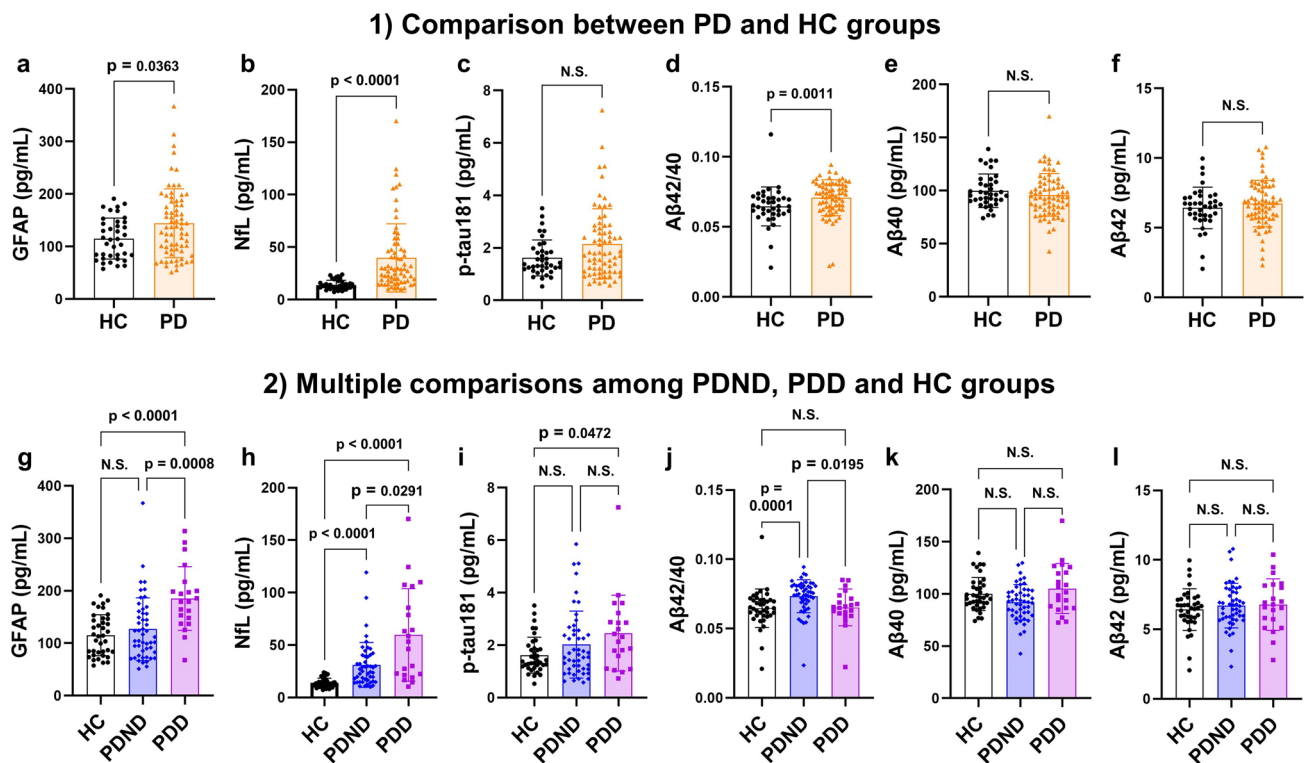 1) Comparison between PD and HC groups
a
p = 0.0363
GFAP (pg/mL)
400
300
200
100
0
HC
PD
b
p < 0.0001
NfL (pg/mL)
200
150
100
50
0
HC
PD
c
N.S.
p-tau181 (pg/mL)
8
6
4
2
0
HC
PD
d
p = 0.0011
Aβ42/40
0.15
0.10
0.05
0.00
HC
PD
e
N.S.
Aβ40 (pg/mL)
200
150
100
50
0
HC
PD
f
N.S.
Aβ42 (pg/mL)
15
10
5
0
HC
PD
2) Multiple comparisons among PDND, PDD and HC groups
g
p < 0.0001
N.S.
p = 0.0008
GFAP (pg/mL)
400
300
200
100
0
HC
PDND
PDD
h
p < 0.0001
p = 0.0291
p < 0.0001
NfL (pg/mL)
200
150
100
50
0
HC
PDND
PDD
i
p = 0.0472
N.S.
N.S.
p-tau181 (pg/mL)
8
6
4
2
0
HC
PDND
PDD
j
N.S.
p = 0.0195
p =
0.0001
Aβ42/40
0.15
0.10
0.05
0.00
HC
PDND
PDD
k
N.S.
N.S.
N.S.
Aβ40 (pg/mL)
200
150
100
50
0
HC
PDND
PDD
l
N.S.
N.S.
N.S.
Aβ42 (pg/mL)
15
10
5
0
HC
PDND
PDD